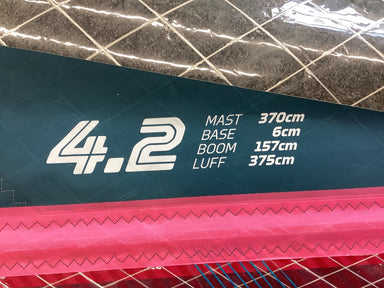 4.2
MAST 370cm
BASE 6cm
BOOM 157cm
LUFF 375cm